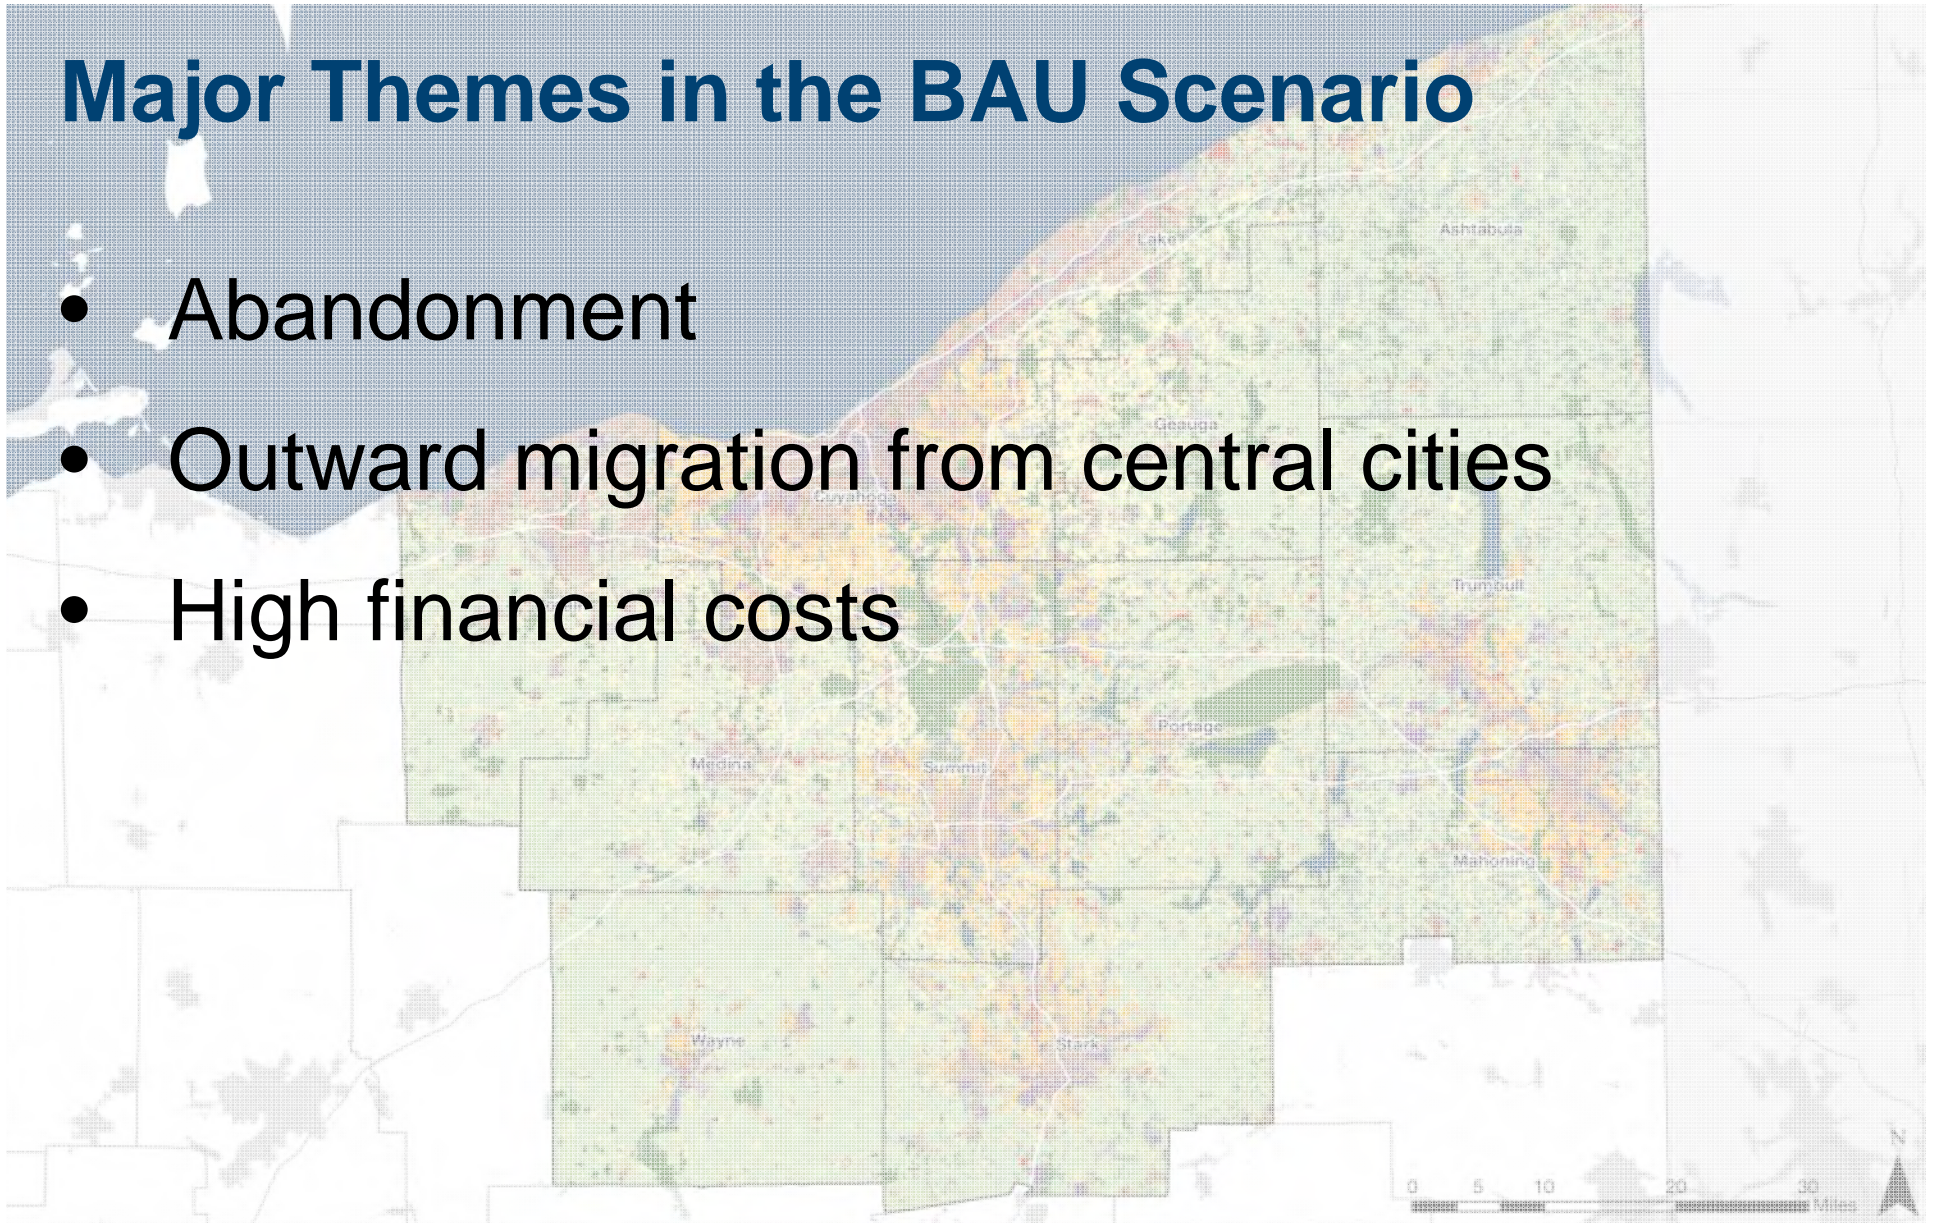 Major Themes in the BAU Scenario
• Abandonment
• Outward migration from central cities
• High financial costs
Lake
Ashtabula
Geauga
Cuyahoga
Trumbull
Portage
Medina
Summit
Mahoning
Wayne
Stark
N
0 5 10 20 30
Miles